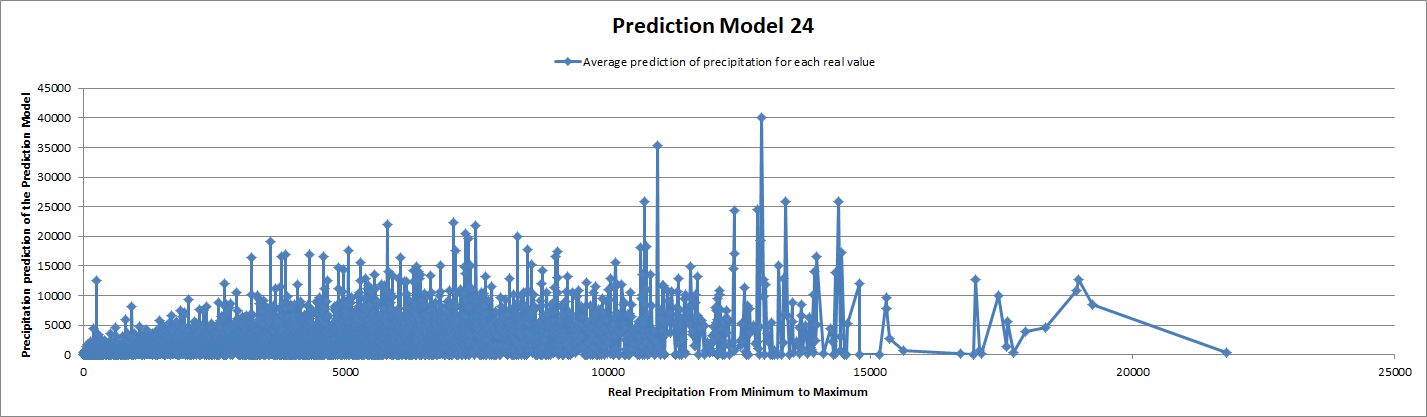 Prediction Model 24
Average prediction of precipitation for each real value
Precipitation prediction of the Prediction Model
45000
40000
35000
30000
25000
20000
15000
10000
5000
0
0 5000 10000 15000 20000 25000
Real Precipitation From Minimum to Maximum